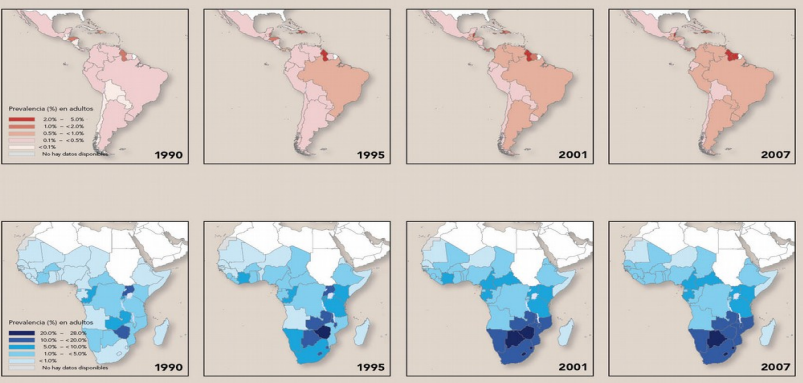 Prevalencia (%) en adultos
2.0% – 5.0%
1.0% – <2.0%
0.5% – <1.0%
0.1% – <0.5%
<0.1%
No hay datos disponibles
1990
1995
2001
2007
Prevalencia (%) en adultos
20.0% – 28.0%
10.0% – <20.0%
5.0% – <10.0%
1.0% – <5.0%
<1.0%
No hay datos disponibles
1990
1995
2001
2007